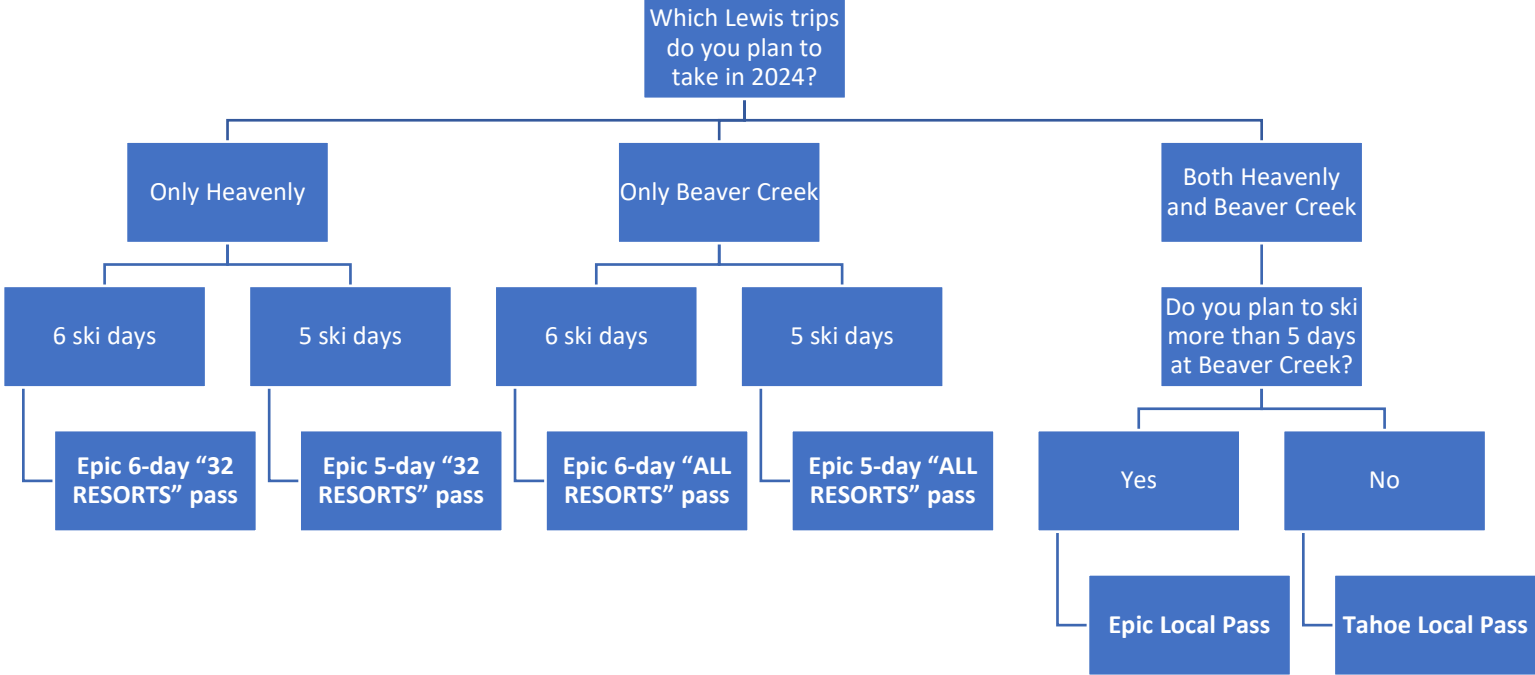 Which Lewis trips
do you plan to
take in 2024?
Only Heavenly
Only Beaver Creek
Both Heavenly
and Beaver Creek
6 ski days
5 ski days
6 ski days
5 ski days
Do you plan to ski
more than 5 days
at Beaver Creek?
Epic 6-day “32
RESORTS” pass
Epic 5-day “32
RESORTS” pass
Epic 6-day “ALL
RESORTS” pass
Epic 5-day “ALL
RESORTS” pass
Yes
No
Epic Local Pass
Tahoe Local Pass